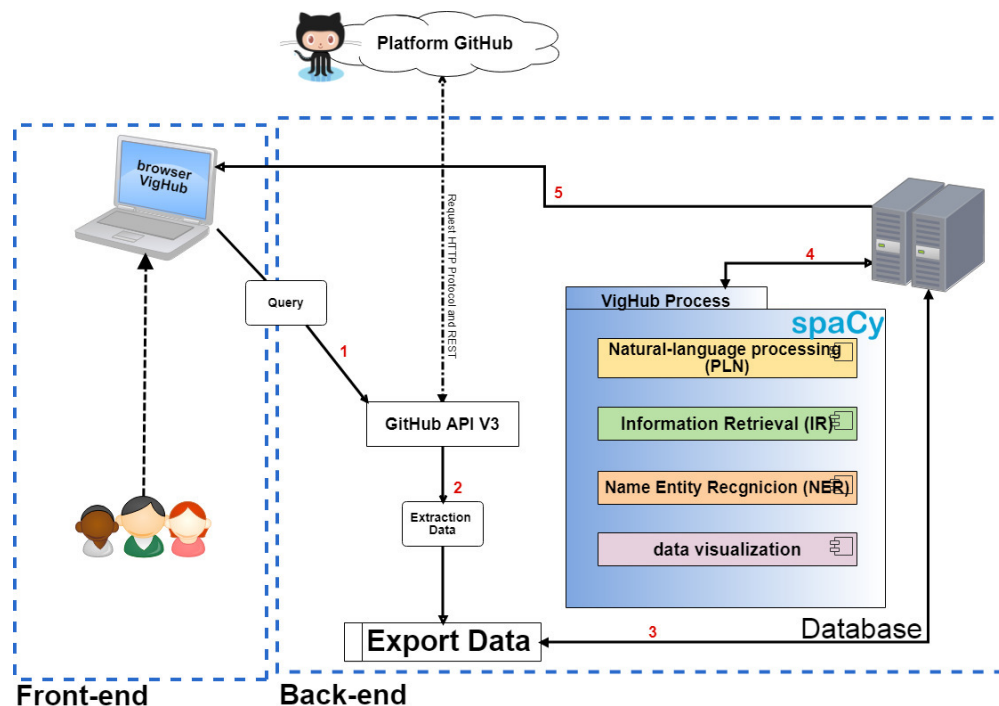 Platform GitHub
browser
VigHub
5
Request HTTP Protocol and REST
4
Query
VigHub Process
spaCy
1
Natural-language processing
(PLN)
GitHub API V3
Information Retrieval (IR)
2
Name Entity Recgnicion (NER)
Extraction
Data
data visualization
Export Data
3
Database
Front-end
Back-end